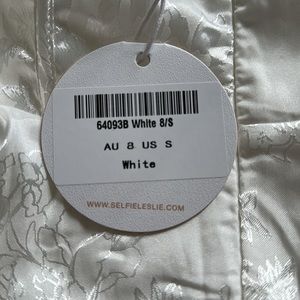 64093B White 8/S
AU 8 US S
White
WWW.SELFIELESLIE.COM